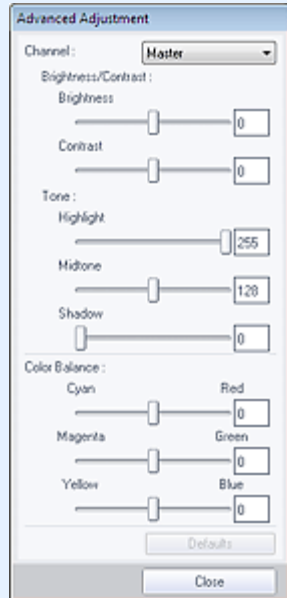 Advanced Adjustment
Channel : Master
Brightness/Contrast :
Brightness
0
Contrast
0
Tone :
Highlight
255
Midtone
128
Shadow
0
Color Balance :
Cyan Red
0
Magenta Green
0
Yellow Blue
0
Defaults
Close